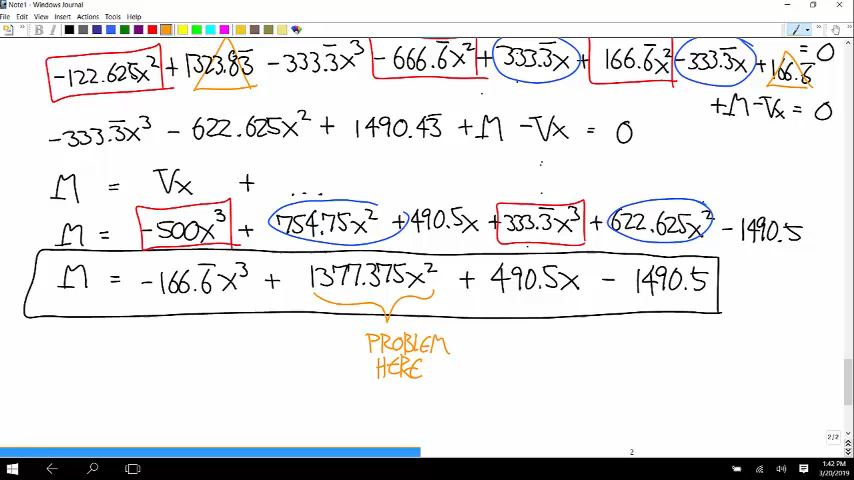 Note1 - Windows Journal
File Edit View Insert Actions Tools Help
-122.625x² + 1323.83̅ - 333.3̅x³ - 666.6̅x² + 333.3̅x + 166.6̅x² - 333.3̅x + 166.6̅ = 0
+M - Vx = 0
-333.3̅x³ - 622.625x² + 1490.43̅ + M - Vx = 0
M = Vx + ...
M = -500x³ + 754.75x² + 490.5x + 333.3̅x³ + 622.625x² - 1490.5
M = -166.6̅x³ + 1377.375x² + 490.5x - 1490.5
PROBLEM
HERE
2/2
2
1:42 PM
3/20/2019